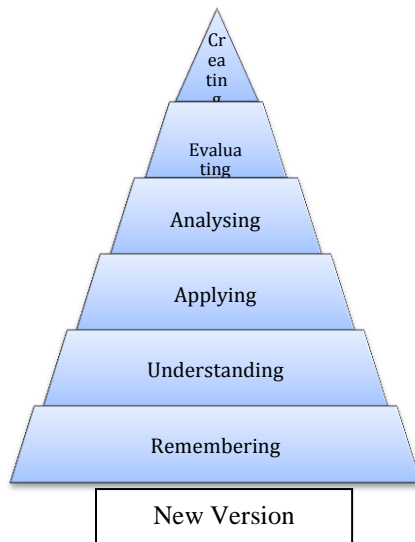 Cr
ea
tin
g
Evalua
ting
Analysing
Applying
Understanding
Remembering
New Version